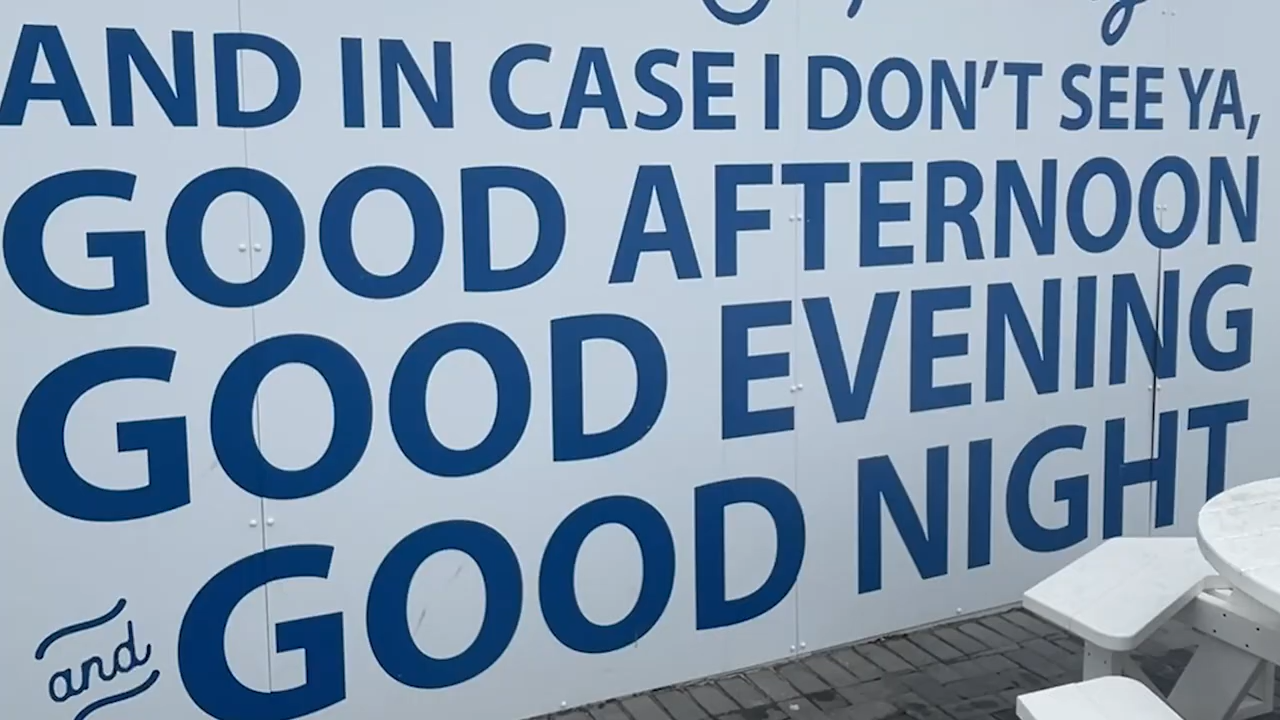 AND IN CASE I DON'T SEE YA,
GOOD AFTERNOON
GOOD EVENING
and GOOD NIGHT